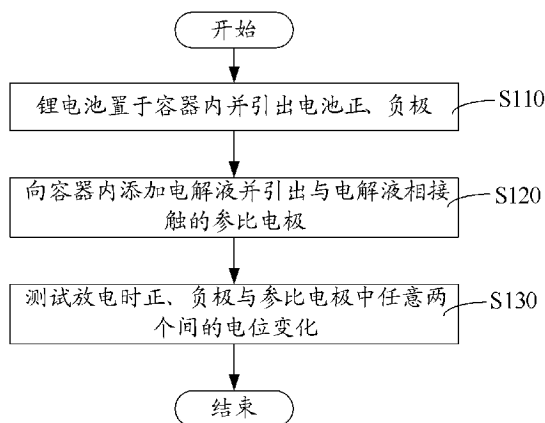 开始
锂电池置于容器内并引出电池正、负极
S110
向容器内添加电解液并引出与电解液相接
触的参比电极
S120
测试放电时正、负极与参比电极中任意两
个间的电位变化
S130
结束